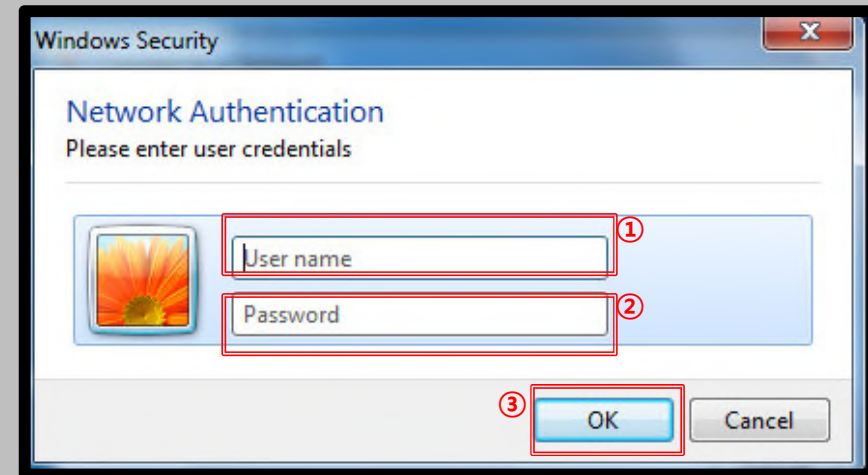 Windows Security
Network Authentication
Please enter user credentials
①
User name
②
Password
③
OK
Cancel